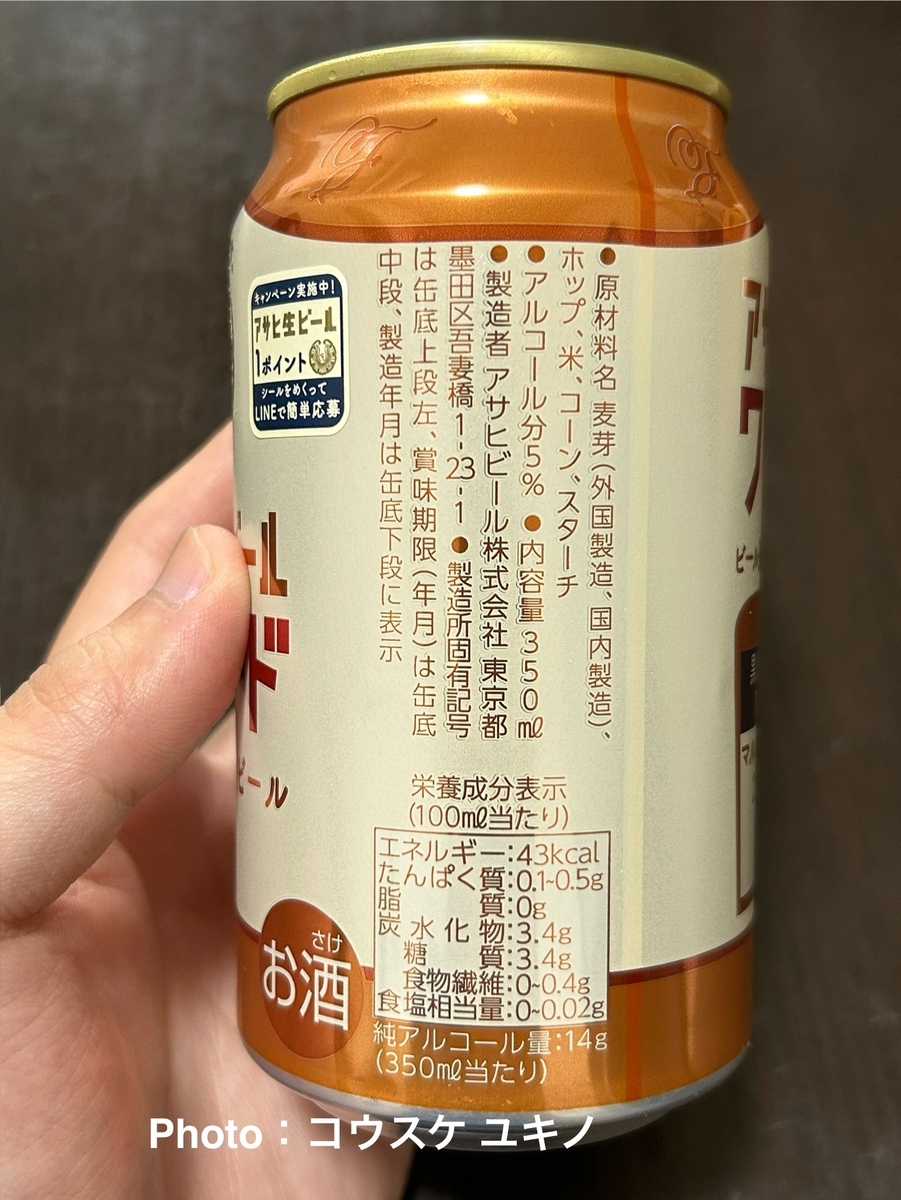 キャンペーン実施中!
アサヒ生ビール
1ポイント
シールをめくって
LINEで簡単応募
●原材料名 麦芽(外国製造、国内製造)、
ホップ、米、コーン、スターチ
●アルコール分5% ●内容量 350㎖
●製造者 アサヒビール株式会社 東京都
墨田区吾妻橋1-23-1 ●製造所固有記号
は缶底上段左、賞味期限(年月)は缶底
中段、製造年月は缶底下段に表示
ール
ド
ビール
栄養成分表示
(100㎖当たり)
エネルギー:43kcal
たんぱく質:0.1~0.5g
脂質:0g
炭水化物:3.4g
糖質:3.4g
食物繊維:0~0.4g
食塩相当量:0~0.02g
純アルコール量:14g
(350㎖当たり)
さけ
お酒
ビール
Photo：コウスケ ユキノ